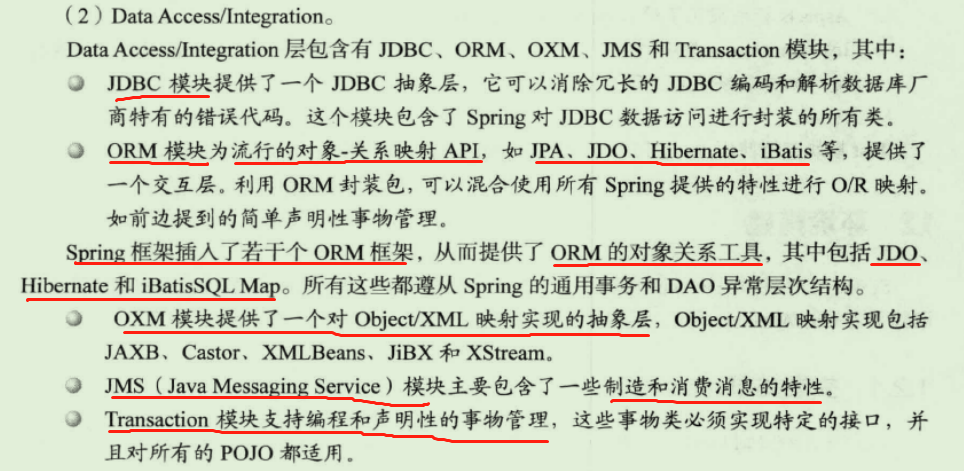 （2）Data Access/Integration。
Data Access/Integration 层包含有 JDBC、ORM、OXM、JMS 和 Transaction 模块，其中：
JDBC 模块提供了一个 JDBC 抽象层，它可以消除冗长的 JDBC 编码和解析数据库厂
商特有的错误代码。这个模块包含了 Spring 对 JDBC 数据访问进行封装的所有类。
ORM 模块为流行的对象-关系映射 API，如 JPA、JDO、Hibernate、iBatis 等，提供了
一个交互层。利用 ORM 封装包，可以混合使用所有 Spring 提供的特性进行 O/R 映射。
如前边提到的简单声明性事物管理。
Spring 框架插入了若干个 ORM 框架，从而提供了 ORM 的对象关系工具，其中包括 JDO、
Hibernate 和 iBatisSQL Map。所有这些都遵从 Spring 的通用事务和 DAO 异常层次结构。
OXM 模块提供了一个对 Object/XML 映射实现的抽象层，Object/XML 映射实现包括
JAXB、Castor、XMLBeans、JiBX 和 XStream。
JMS（Java Messaging Service）模块主要包含了一些制造和消费消息的特性。
Transaction 模块支持编程和声明性的事物管理，这些事物类必须实现特定的接口，并
且对所有的 POJO 都适用。